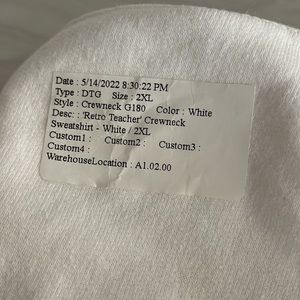 Date : 5/14/2022 8:30:22 PM
Type : DTG Size : 2XL
Style : Crewneck G180 Color : White
Desc: : 'Retro Teacher' Crewneck
Sweatshirt - White / 2XL
Custom1 : Custom2 : Custom3 :
Custom4 :
WarehouseLocation : A1.02.00